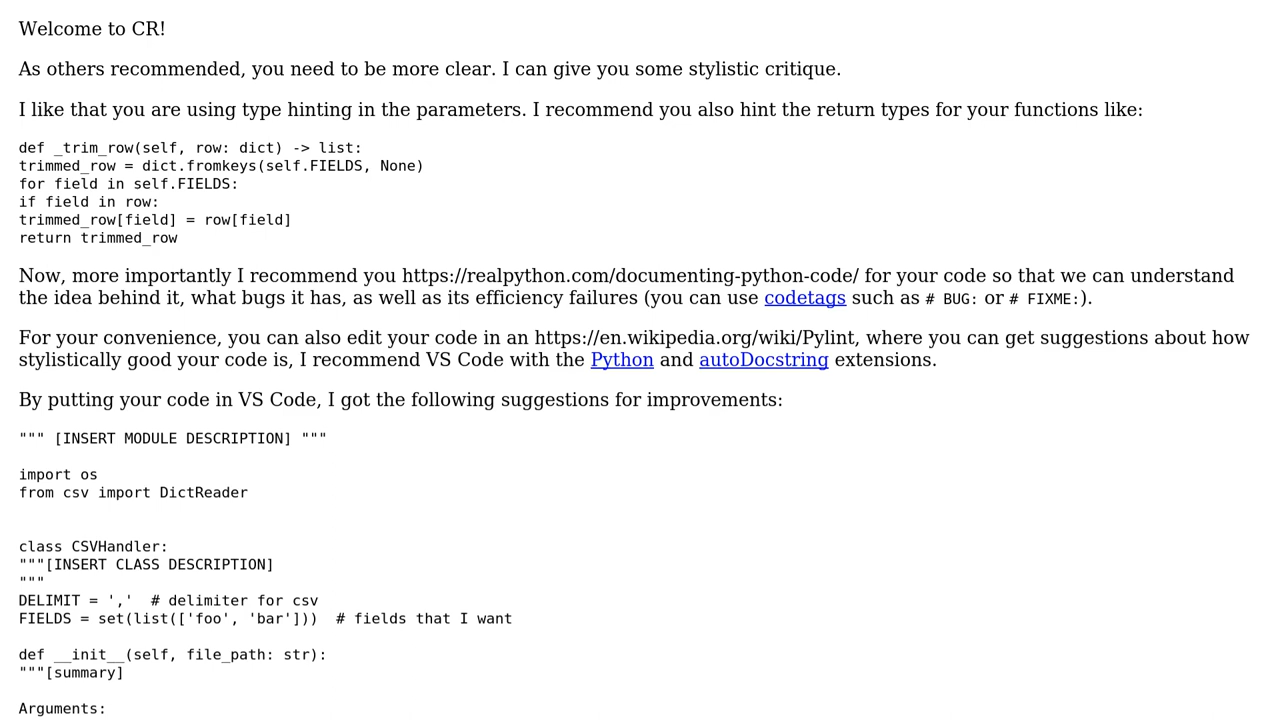 Welcome to CR!
As others recommended, you need to be more clear. I can give you some stylistic critique.
I like that you are using type hinting in the parameters. I recommend you also hint the return types for your functions like:
def _trim_row(self, row: dict) -> list:
trimmed_row = dict.fromkeys(self.FIELDS, None)
for field in self.FIELDS:
if field in row:
trimmed_row[field] = row[field]
return trimmed_row
Now, more importantly I recommend you https://realpython.com/documenting-python-code/ for your code so that we can understand
the idea behind it, what bugs it has, as well as its efficiency failures (you can use codetags such as # BUG: or # FIXME:).
For your convenience, you can also edit your code in an https://en.wikipedia.org/wiki/Pylint, where you can get suggestions about how
stylistically good your code is, I recommend VS Code with the Python and autoDocstring extensions.
By putting your code in VS Code, I got the following suggestions for improvements:
""" [INSERT MODULE DESCRIPTION] """
import os
from csv import DictReader
class CSVHandler:
"""[INSERT CLASS DESCRIPTION]
"""
DELIMIT = ','  # delimiter for csv
FIELDS = set(list(['foo', 'bar']))  # fields that I want
def __init__(self, file_path: str):
"""[summary]
Arguments: